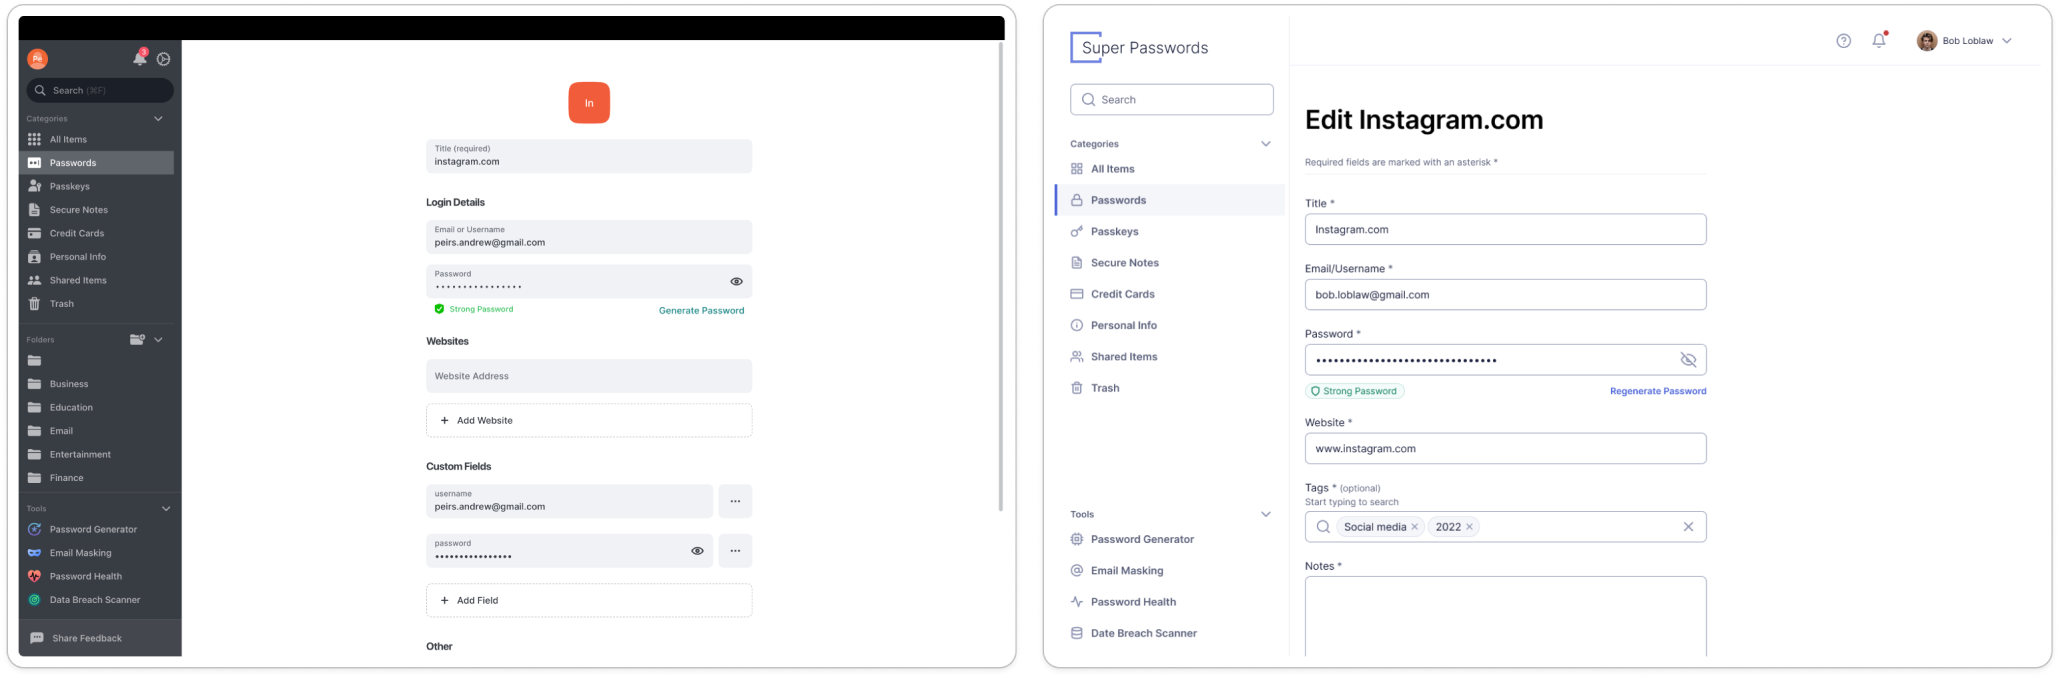 3
Search (⌘F)
Categories
All Items
Passwords
Passkeys
Secure Notes
Credit Cards
Personal Info
Shared Items
Trash
Folders
Business
Education
Email
Entertainment
Finance
Tools
Password Generator
Email Masking
Password Health
Data Breach Scanner
Share Feedback
In
Title (required)
instagram.com
Login Details
Email or Username
peirs.andrew@gmail.com
Password
Strong Password
Generate Password
Websites
Website Address
+ Add Website
Custom Fields
username
peirs.andrew@gmail.com
password
+ Add Field
Other
Super Passwords
Search
Categories
All Items
Passwords
Passkeys
Secure Notes
Credit Cards
Personal Info
Shared Items
Trash
Tools
Password Generator
Email Masking
Password Health
Date Breach Scanner
Bob Loblaw
Edit Instagram.com
Required fields are marked with an asterisk *
Title *
Instagram.com
Email/Username *
bob.loblaw@gmail.com
Password *
Strong Password
Regenerate Password
Website *
www.instagram.com
Tags * (optional)
Start typing to search
Social media × 2022 ×
Notes *